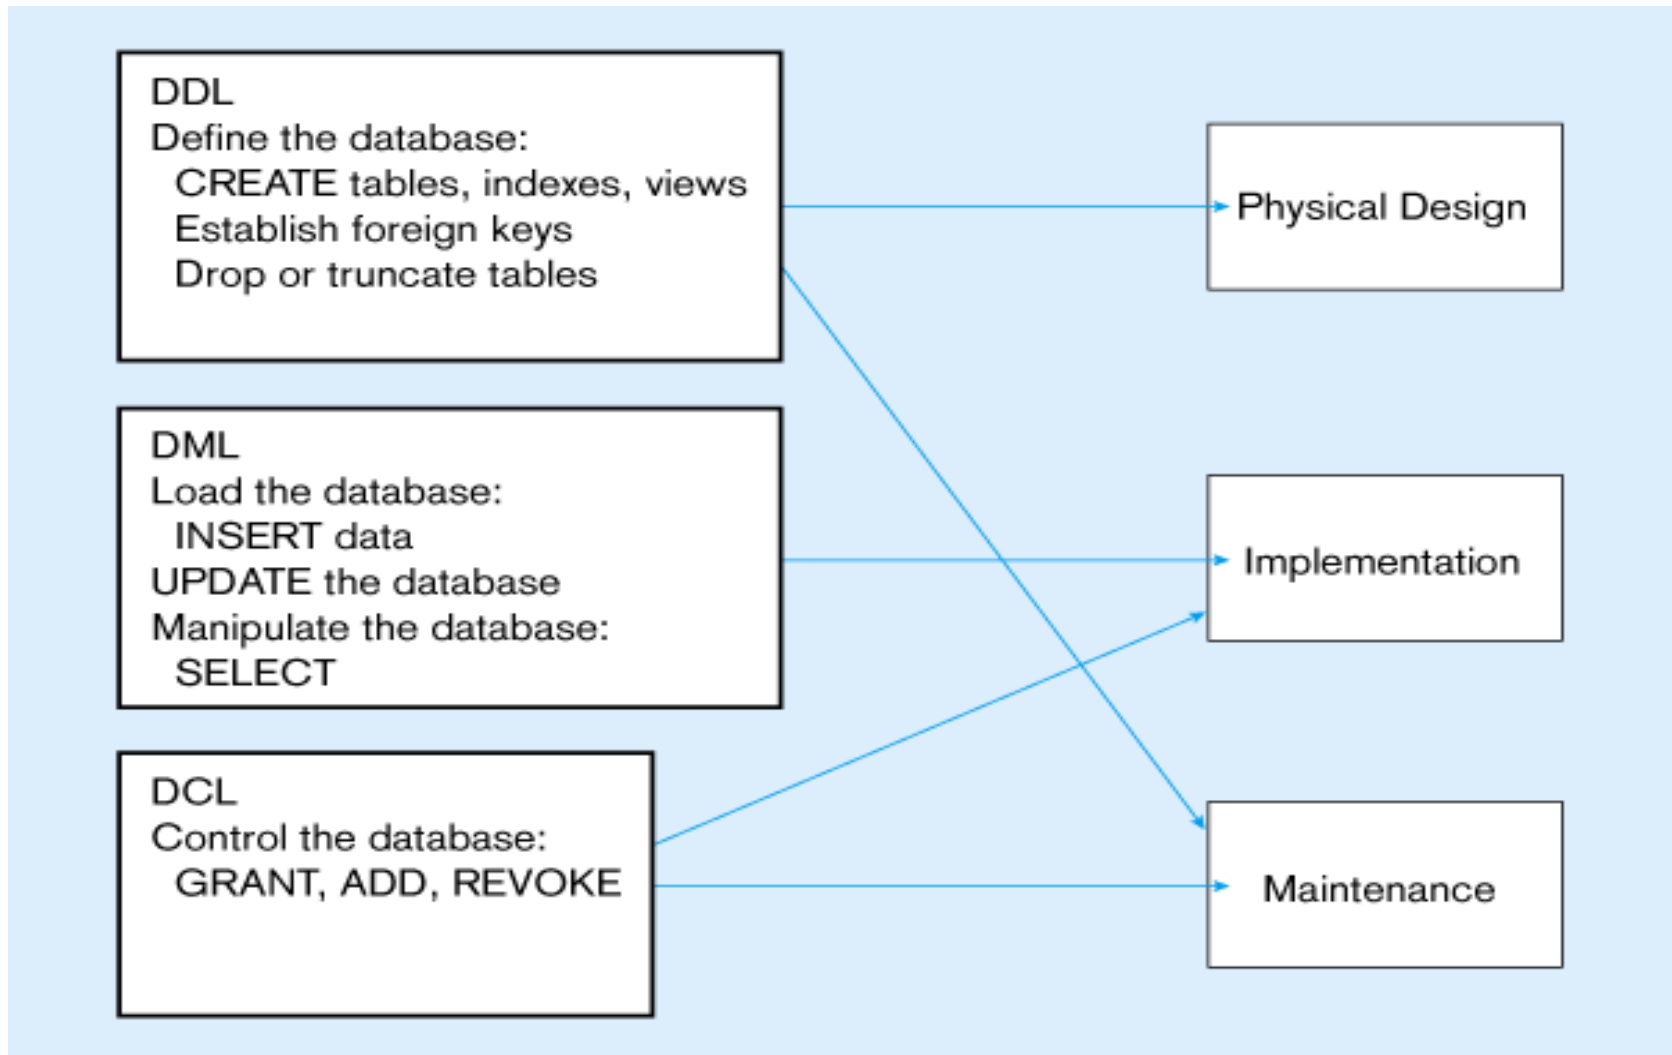 DDL
Define the database:
CREATE tables, indexes, views
Establish foreign keys
Drop or truncate tables
Physical Design
DML
Load the database:
INSERT data
UPDATE the database
Manipulate the database:
SELECT
Implementation
DCL
Control the database:
GRANT, ADD, REVOKE
Maintenance